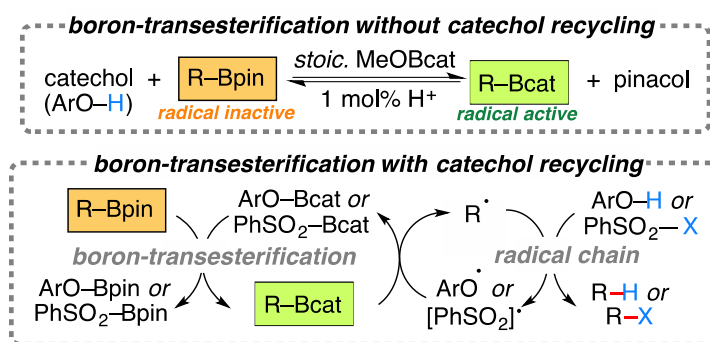 boron-transesterification without catechol recycling
catechol + R–Bpin stoic. MeOBcat R–Bcat + pinacol
(ArO–H) radical inactive 1 mol% H+ radical active
boron-transesterification with catechol recycling
R–Bpin ArO–Bcat or R• ArO–H or
PhSO2–Bcat PhSO2–X
boron-transesterification radical chain
ArO–Bpin or R–Bcat ArO• or R–H or
PhSO2–Bpin [PhSO2]• R–X